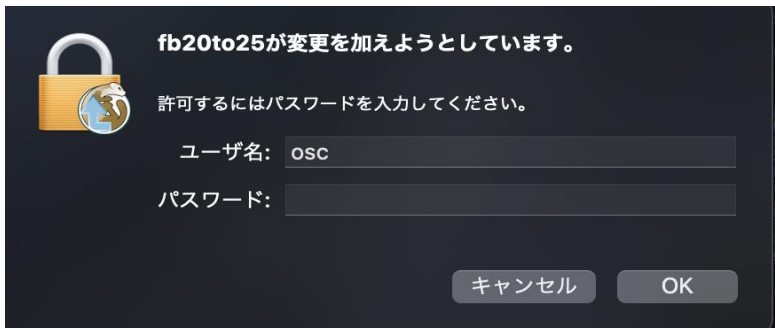 fb20to25が変更を加えようとしています。
許可するにはパスワードを入力してください。
ユーザ名: osc
パスワード:
キャンセル OK